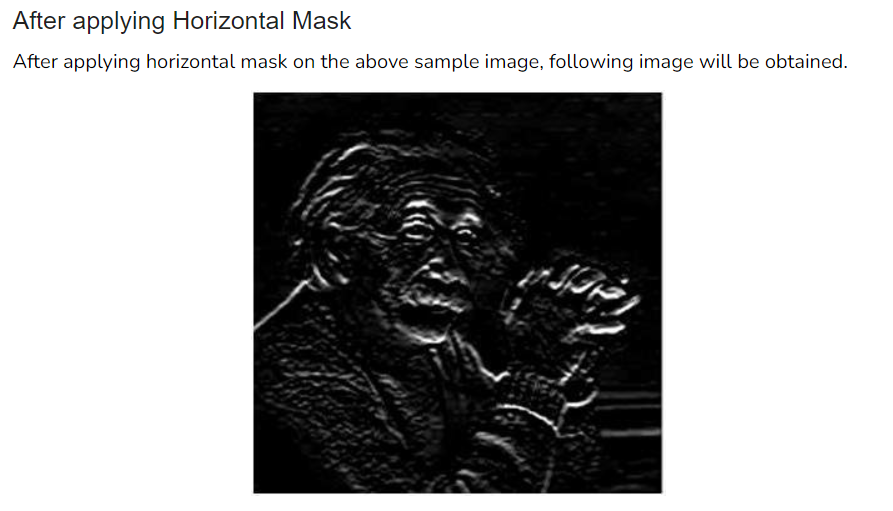 After applying Horizontal Mask
After applying horizontal mask on the above sample image, following image will be obtained.